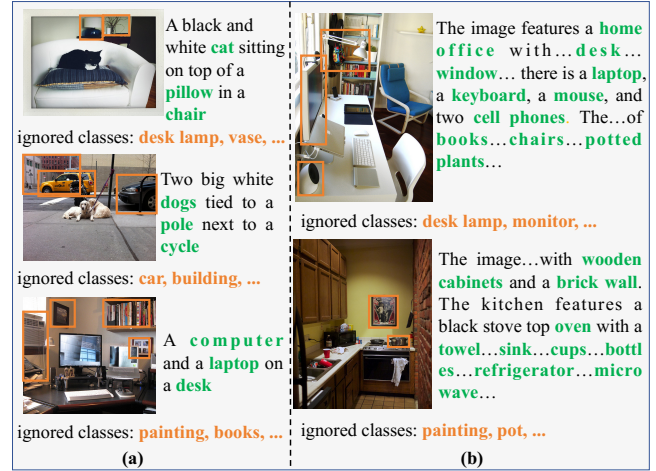 A black and
white cat sitting
on top of a
pillow in a
chair
ignored classes: desk lamp, vase, ...
Two big white
dogs tied to a
pole next to a
cycle
ignored classes: car, building, ...
A computer
and a laptop on
a desk
ignored classes: painting, books, ...
(a)
The image features a home
office with…desk…
window… there is a laptop,
a keyboard, a mouse, and
two cell phones. The…of
books…chairs…potted
plants…
ignored classes: desk lamp, monitor, ...
The image…with wooden
cabinets and a brick wall.
The kitchen features a
black stove top oven with a
towel…sink…cups…bottl
es…refrigerator…micro
wave…
ignored classes: painting, pot, ...
(b)